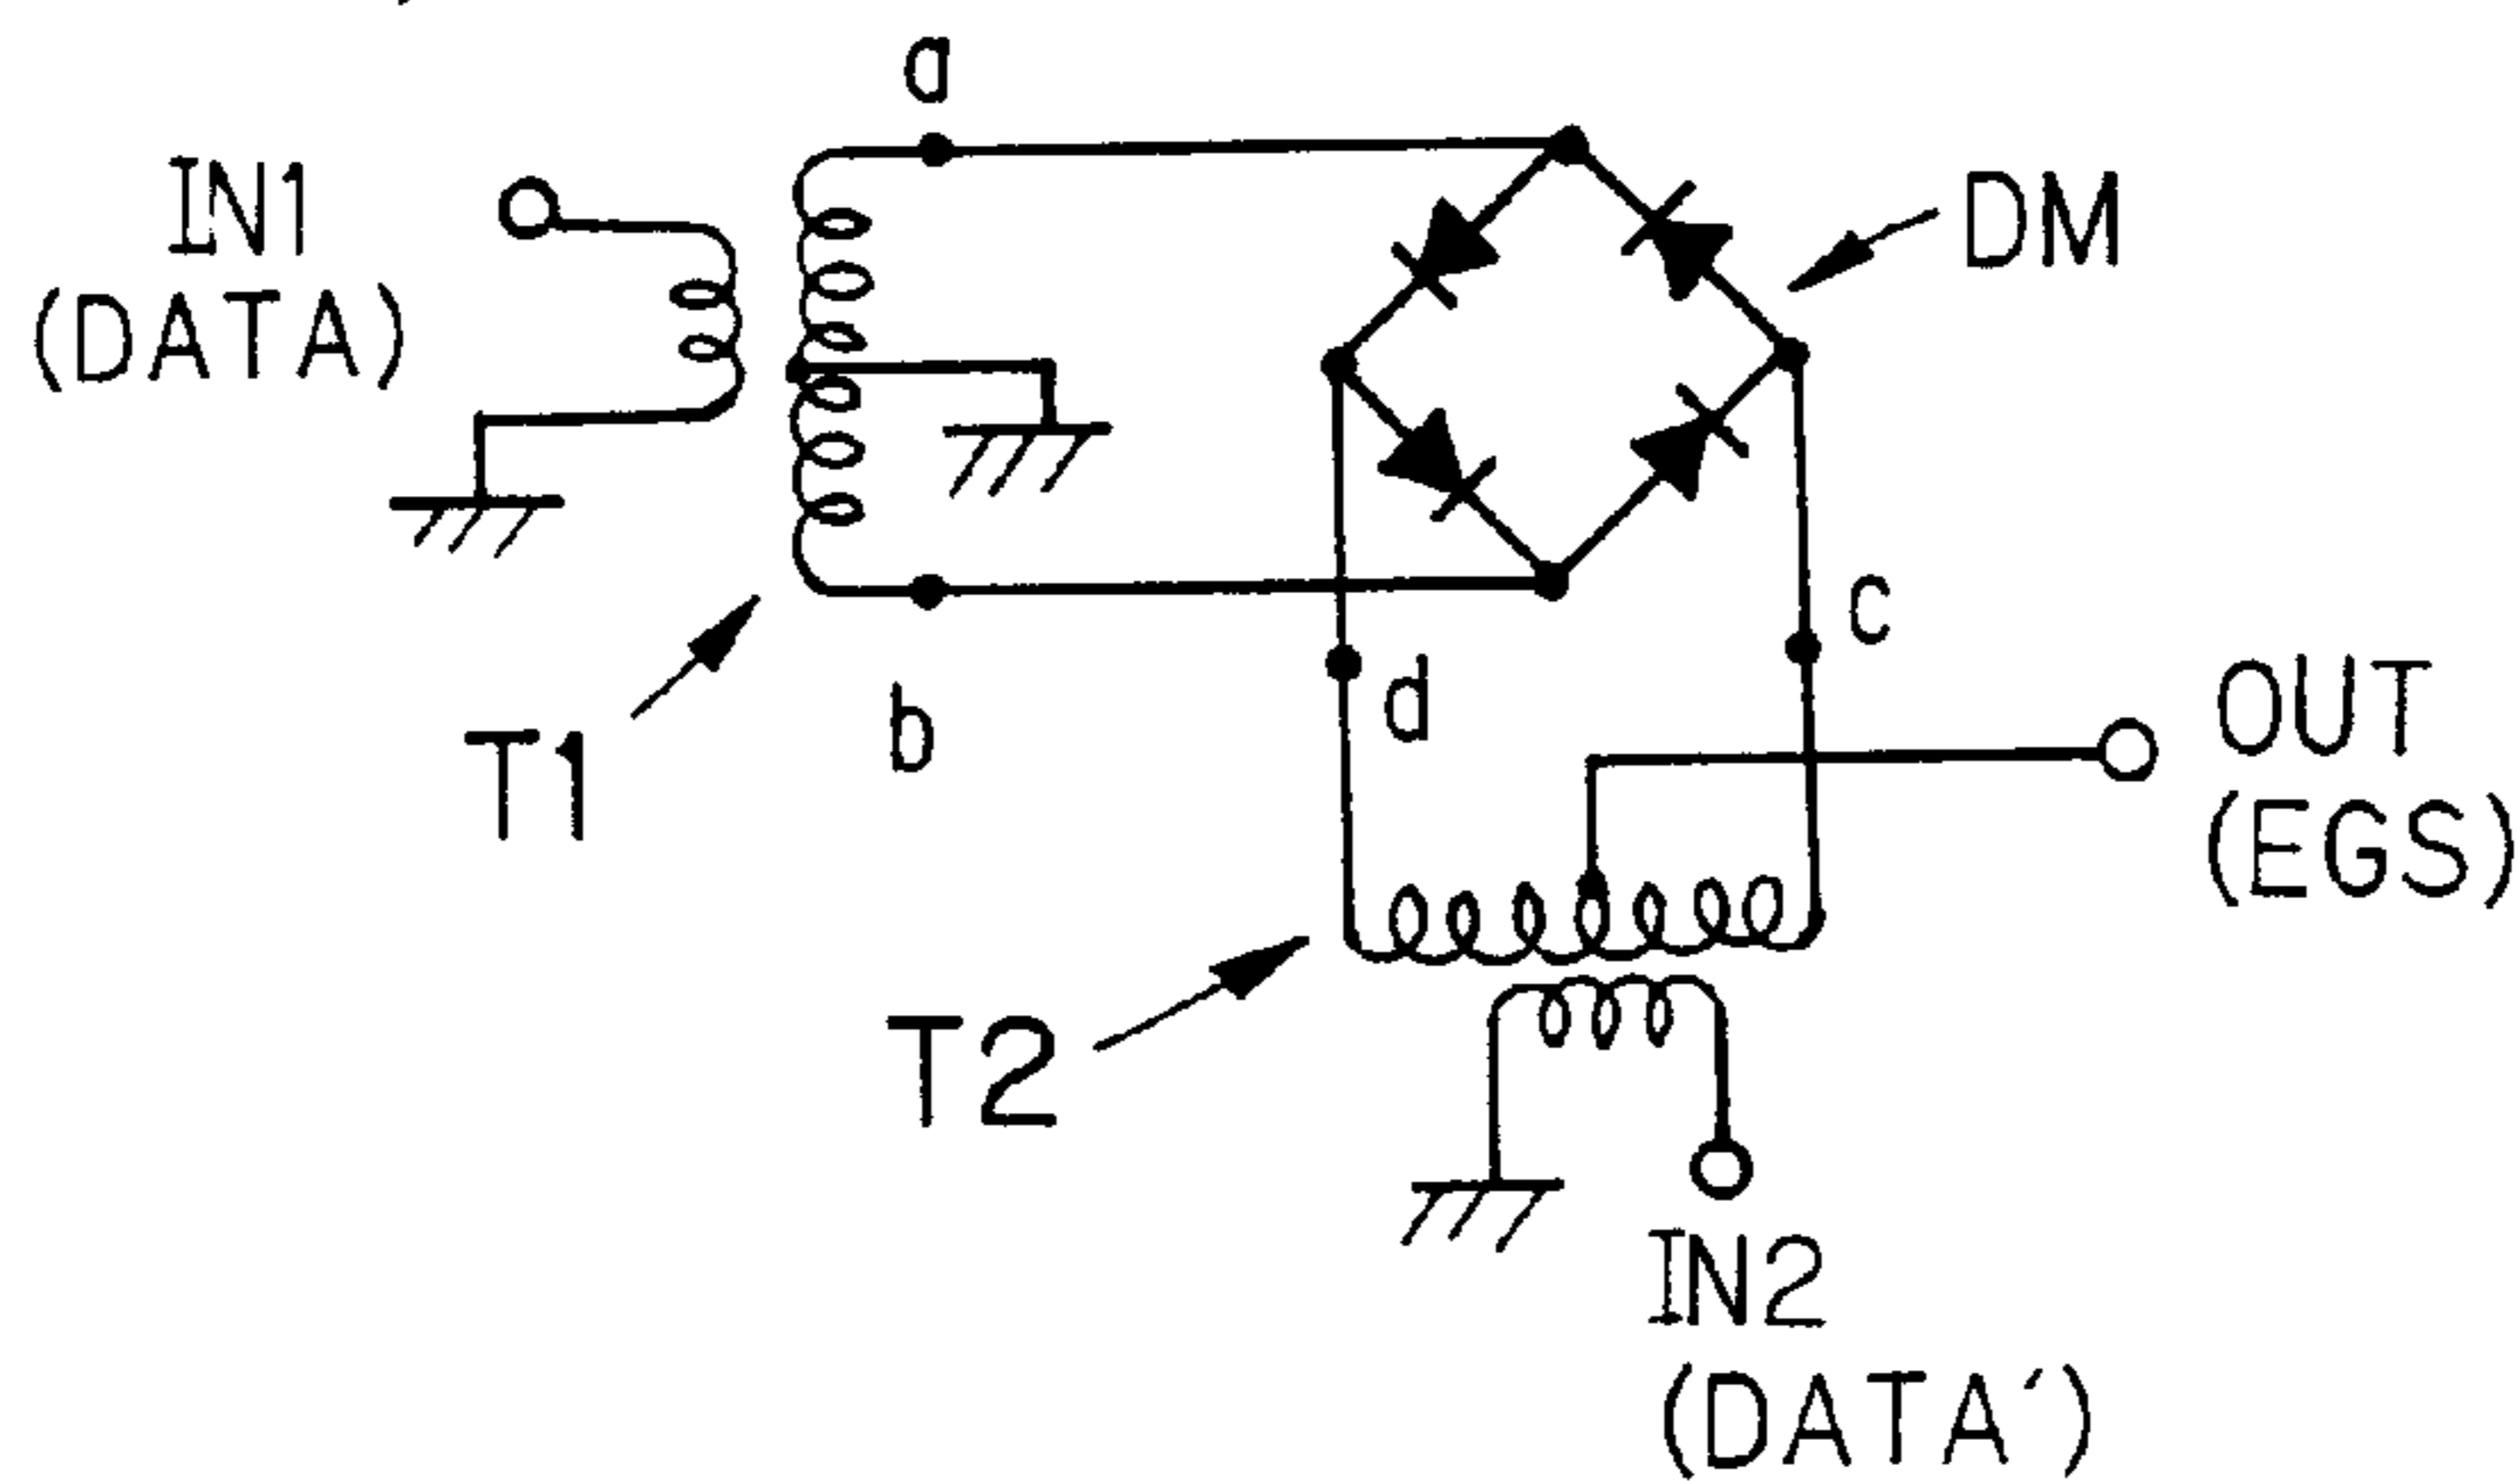 a
IN1
(DATA)
DM
c
d
b
OUT
(EGS)
T1
T2
IN2
(DATA')